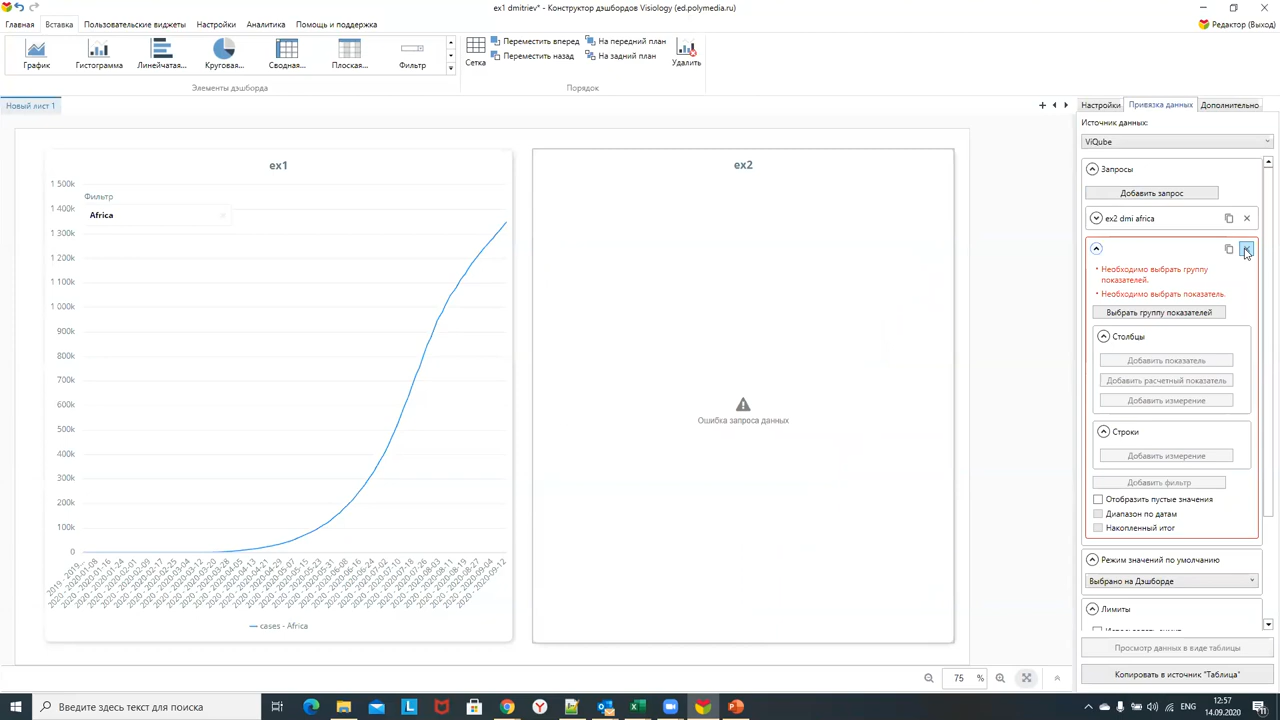 ex1 dmitriev* - Конструктор дэшбордов Visiology (ed.polymedia.ru)
Главная Вставка Пользовательские виджеты Настройки Аналитика Помощь и поддержка
Редактор (Выход)
График Гистограмма Линейчатая... Круговая... Сводная... Плоская... Фильтр
Сетка Переместить вперед На передний план
Переместить назад На задний план Удалить
Элементы дэшборда Порядок
Новый лист 1
Настройки Привязка данных Дополнительно
Источник данных:
ViQube
Запросы
Добавить запрос
ex2 dmi africa
Необходимо выбрать группу
показателей.
Необходимо выбрать показатель.
Выбрать группу показателей
Столбцы
Добавить показатель
Добавить расчетный показатель
Добавить измерение
Строки
Добавить измерение
Добавить фильтр
Отобразить пустые значения
Диапазон по датам
Накопленный итог
Режим значений по умолчанию
Выбрано на Дэшборде
Лимиты
Просмотр данных в виде таблицы
Копировать в источник "Таблица"
ex1
Фильтр
Africa
1 500k
1 400k
1 300k
1 200k
1 100k
1 000k
900k
800k
700k
600k
500k
400k
300k
200k
100k
0
cases - Africa
ex2
Ошибка запроса данных
75 %
Введите здесь текст для поиска
ENG
12:57
14.09.2020